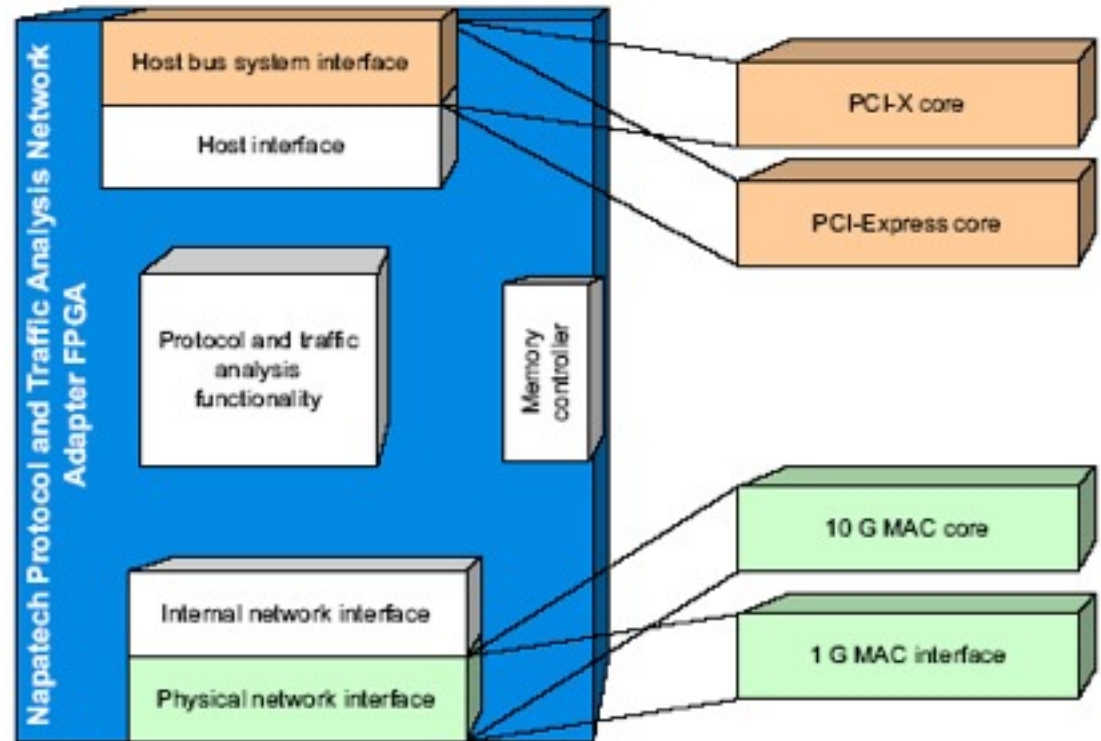 Napatech Protocol and Traffic Analysis Network
Adapter FPGA
Host bus system interface
Host interface
Protocol and traffic
analysis
functionality
Memory
controller
Internal network interface
Physical network interface
PCI-X core
PCI-Express core
10 G MAC core
1 G MAC interface